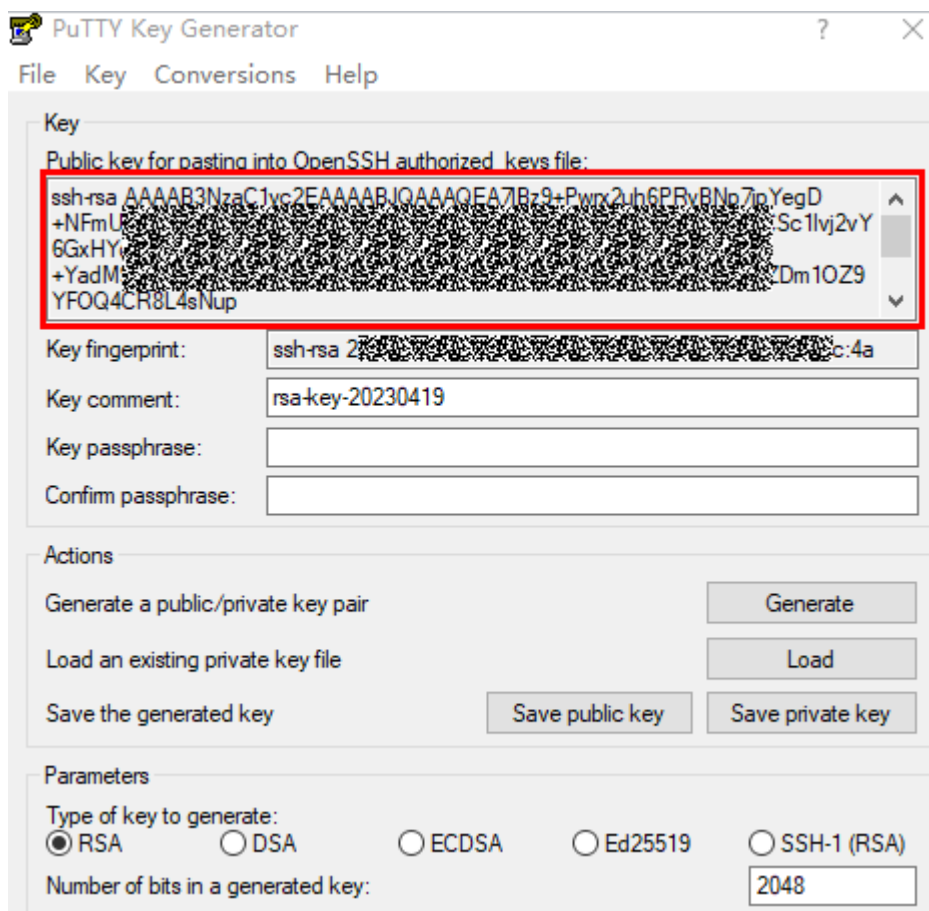 PuTTY Key Generator
File Key Conversions Help
Key
Public key for pasting into OpenSSH authorized_keys file:
ssh-rsa
+NFmU
6GxHY
+YadM ZDm1OZ9
YFOQ4CR8L4sNup
Key fingerprint: ssh-rsa 2 c:4a
Key comment: rsa-key-20230419
Key passphrase:
Confirm passphrase:
Actions
Generate a public/private key pair Generate
Load an existing private key file Load
Save the generated key Save public key Save private key
Parameters
Type of key to generate:
RSA DSA ECDSA Ed25519 SSH-1 (RSA)
Number of bits in a generated key: 2048